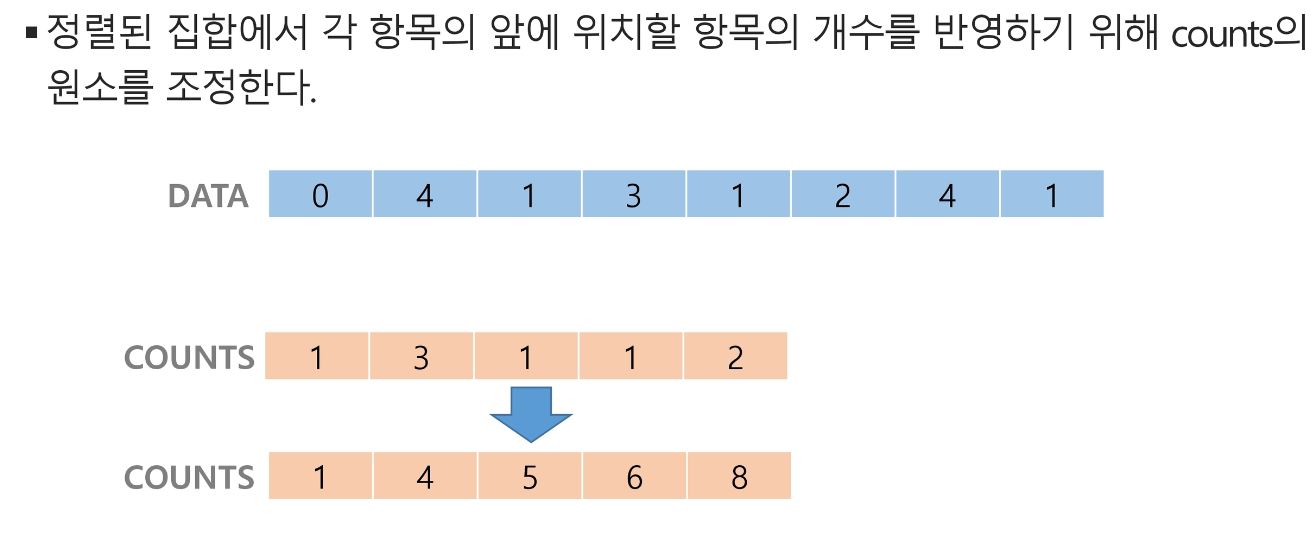 ▪ 정렬된 집합에서 각 항목의 앞에 위치할 항목의 개수를 반영하기 위해 counts의
원소를 조정한다.
DATA 0 4 1 3 1 2 4 1
COUNTS 1 3 1 1 2
COUNTS 1 4 5 6 8